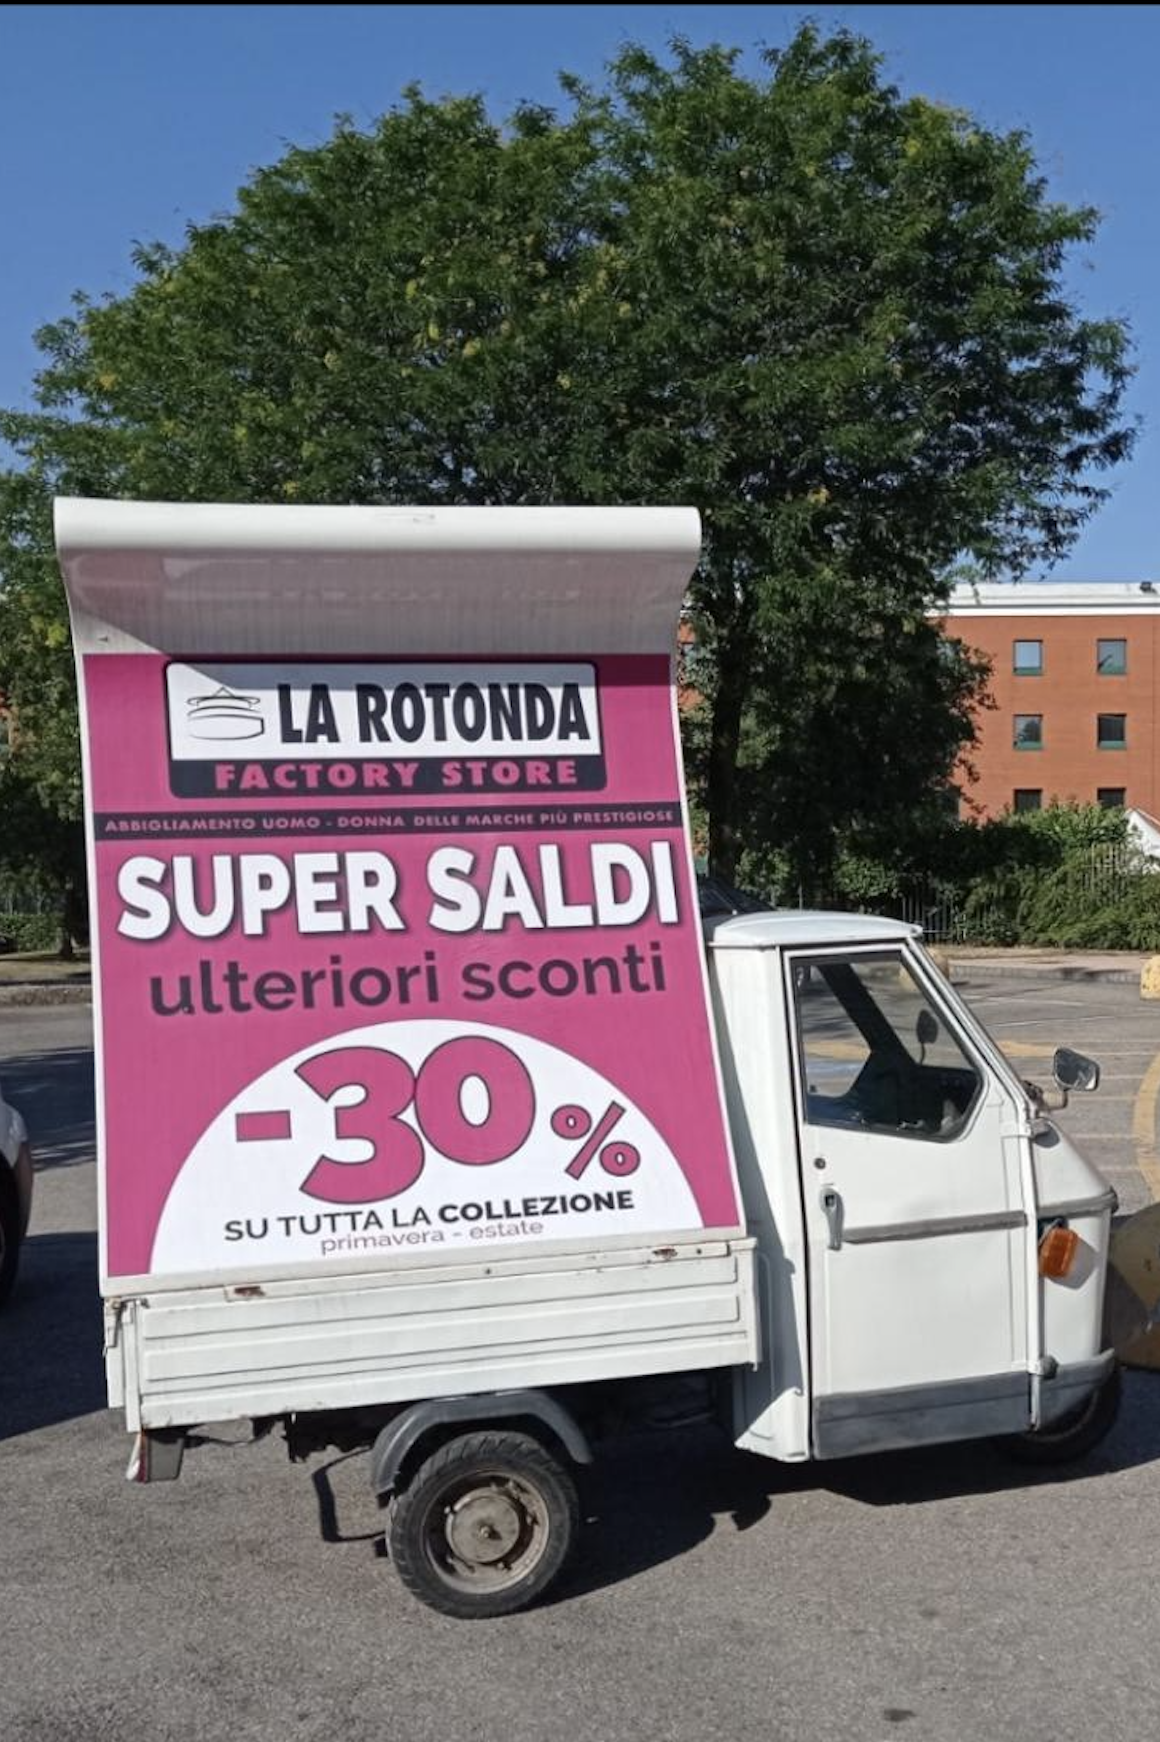 LA ROTONDA
FACTORY STORE
ABBIGLIAMENTO UOMO - DONNA DELLE MARCHE PIÙ PRESTIGIOSE
SUPER SALDI
ulteriori sconti
-30%
SU TUTTA LA COLLEZIONE
primavera - estate